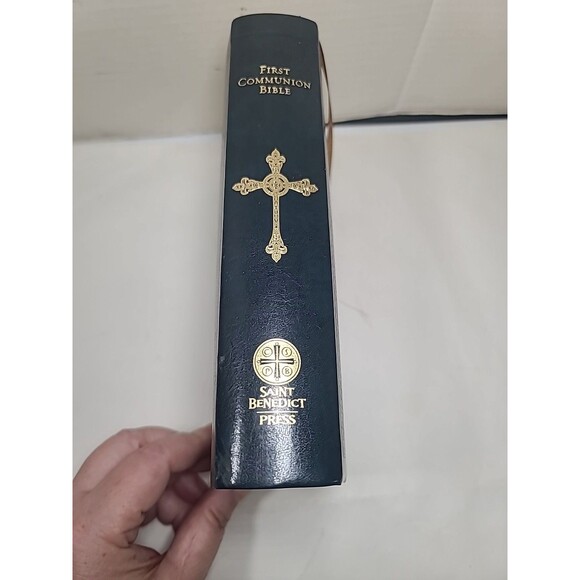 FIRST
COMMUNION
BIBLE
C S
P B
SAINT
BENEDICT
PRESS